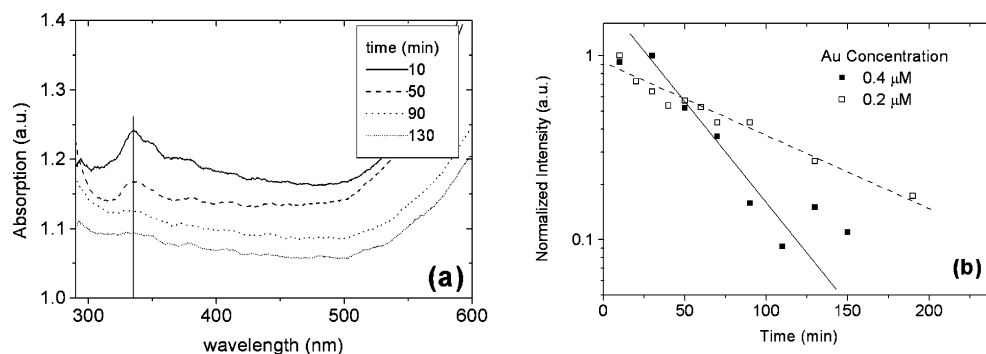 1.4
1.3
1.2
1.1
1.0
Absorption (a.u.)
300
400
500
600
wavelength (nm)
time (min)
10
50
90
130
(a)
1
0.1
Normalized Intensity (a.u.)
0
50
100
150
200
Time (min)
Au Concentration
0.4 μM
0.2 μM
(b)